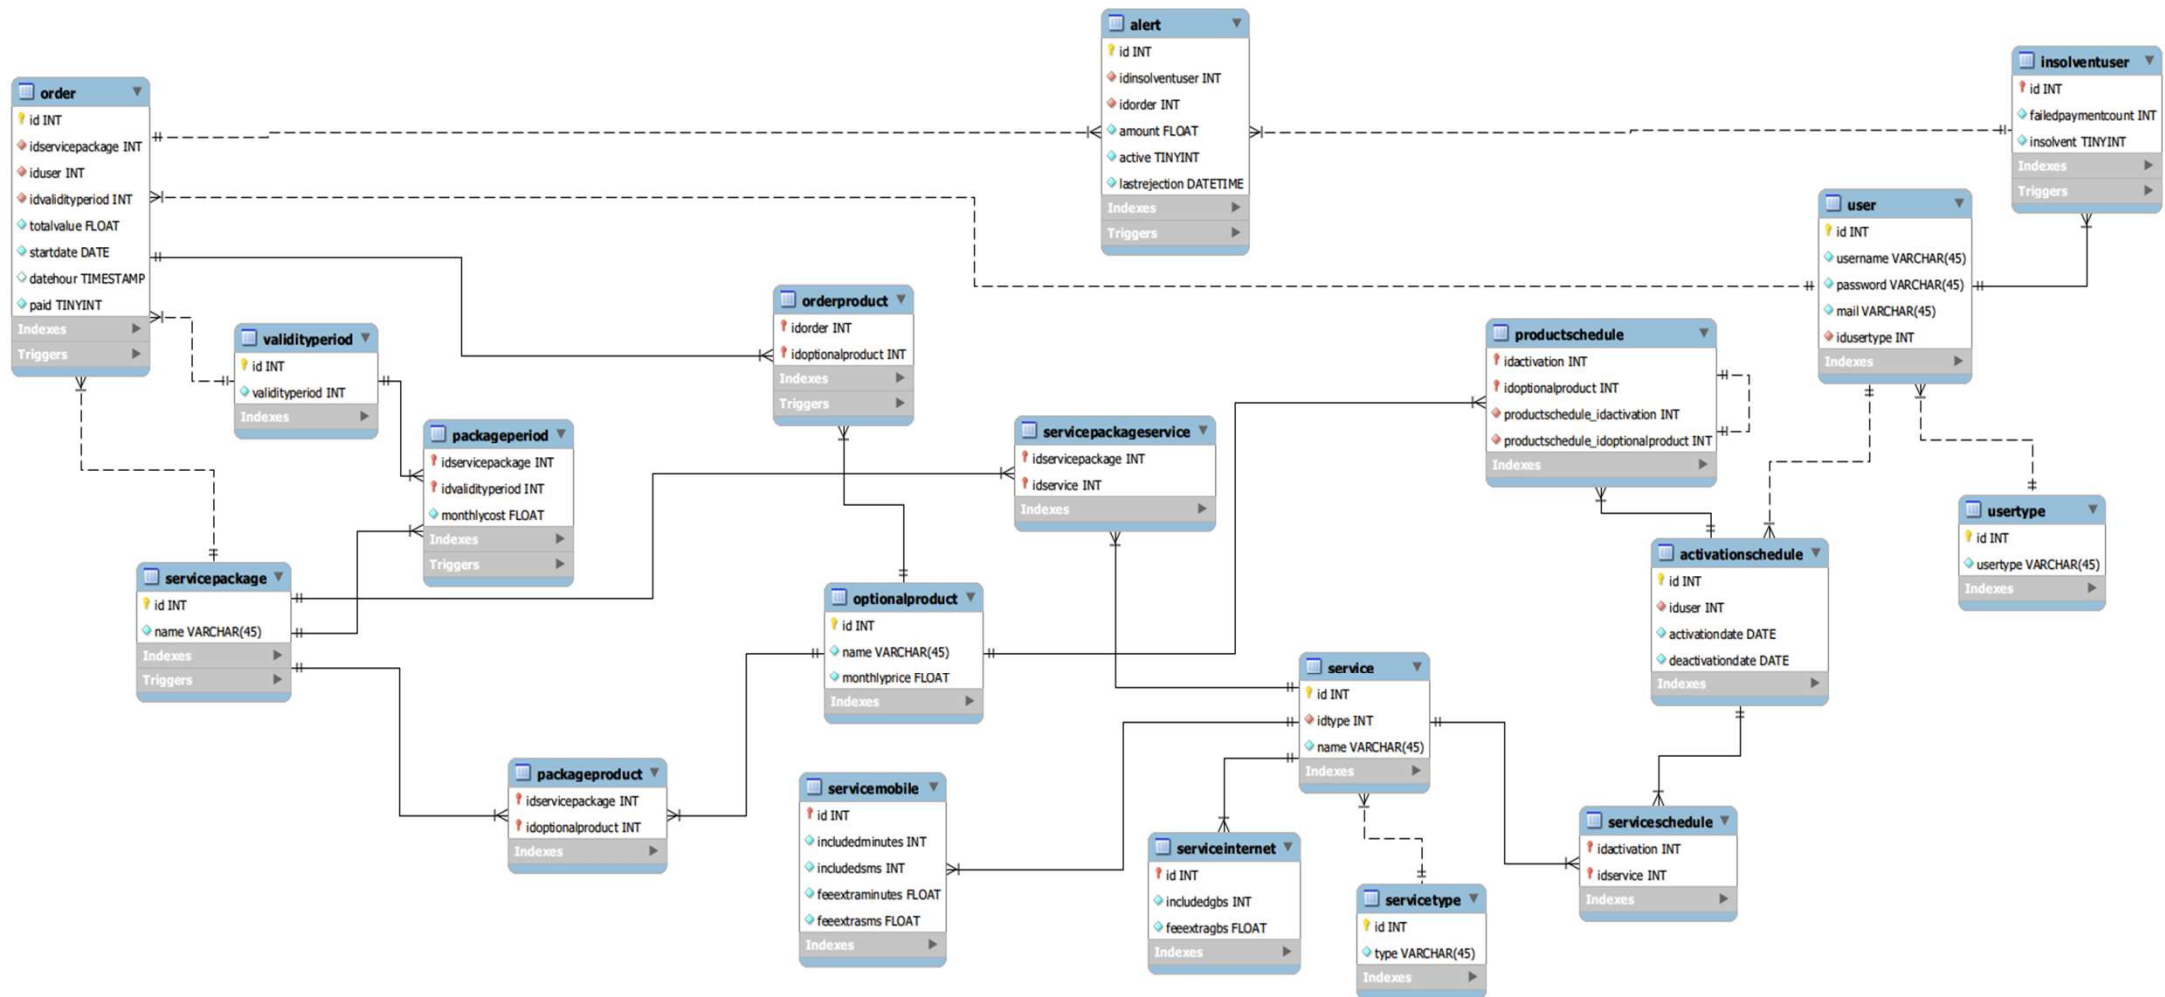 alert
id INT
idinsolventuser INT
idorder INT
amount FLOAT
active TINYINT
lastrejection DATETIME
Indexes
Triggers
insolventuser
id INT
failedpaymentcount INT
insolvent TINYINT
Indexes
Triggers
order
id INT
idservicepackage INT
iduser INT
idvalidityperiod INT
totalvalue FLOAT
startdate DATE
datehour TIMESTAMP
paid TINYINT
Indexes
Triggers
user
id INT
username VARCHAR(45)
password VARCHAR(45)
mail VARCHAR(45)
idusertype INT
Indexes
orderproduct
idorder INT
idoptionalproduct INT
Indexes
Triggers
validityperiod
id INT
validityperiod INT
Indexes
productschedule
idactivation INT
idoptionalproduct INT
productschedule_idactivation INT
productschedule_idoptionalproduct INT
Indexes
packageperiod
idservicepackage INT
idvalidityperiod INT
monthlycost FLOAT
Indexes
Triggers
servicepackageservice
idservicepackage INT
idservice INT
Indexes
usertype
id INT
usertype VARCHAR(45)
Indexes
activationschedule
id INT
iduser INT
activationdate DATE
deactivationdate DATE
Indexes
servicepackage
id INT
name VARCHAR(45)
Indexes
Triggers
optionalproduct
id INT
name VARCHAR(45)
monthlyprice FLOAT
Indexes
service
id INT
idtype INT
name VARCHAR(45)
Indexes
packageproduct
idservicepackage INT
idoptionalproduct INT
Indexes
servicemobile
id INT
includedminutes INT
includedsms INT
feeextraminutes FLOAT
feeextrasms FLOAT
Indexes
serviceinternet
id INT
includedgbs INT
feeextragbs FLOAT
Indexes
serviceschedule
idactivation INT
idservice INT
Indexes
servicetype
id INT
type VARCHAR(45)
Indexes